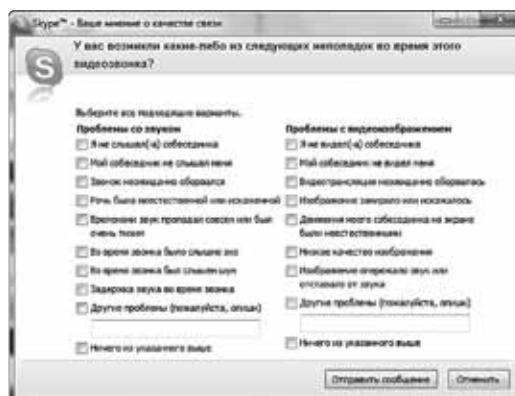 Skype™ - Ваше мнение о качестве связи
У вас возникли какие-либо из следующих неполадок во время этого
видеозвонка?
Выберите все подходящие варианты.
Проблемы со звуком
Я не слышал(-а) собеседника
Мой собеседник не слышал меня
Звонок неожиданно оборвался
Речь была неестественной или искаженной
Временами звук пропадал совсем или был
очень тихим
Во время звонка было слышно эхо
Во время звонка был слышен шум
Задержка звука во время звонка
Другие проблемы (пожалуйста, опиши)
Ничего из указанного выше
Проблемы с видеоизображением
Я не видел(-а) собеседника
Мой собеседник не видел меня
Видеотрансляция неожиданно оборвалась
Изображение замирало или искажалось
Движения моего собеседника на экране
были неестественными
Низкое качество изображения
Изображение опережало звук или
отставало от звука
Другие проблемы (пожалуйста, опиши)
Ничего из указанного выше
Отправить сообщение
Отменить